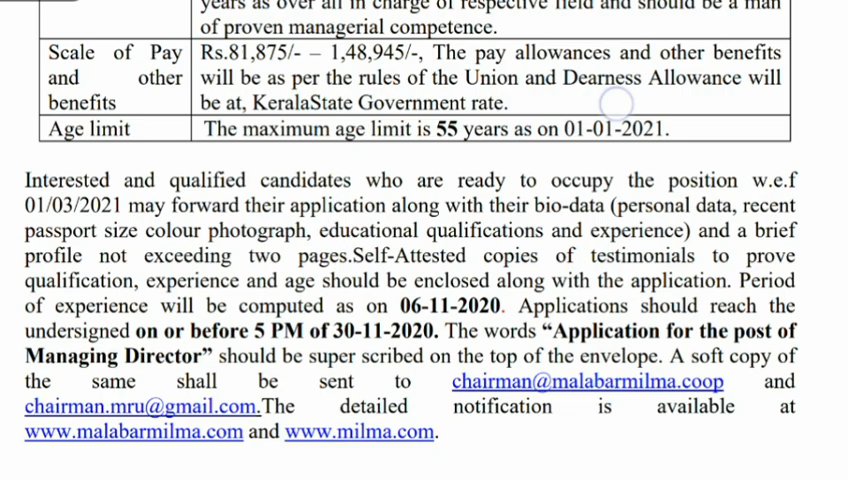 years as over all in charge of respective field and should be a man
of proven managerial competence.
Scale of Pay and other benefits
Rs.81,875/- – 1,48,945/-, The pay allowances and other benefits
will be as per the rules of the Union and Dearness Allowance will
be at, KeralaState Government rate.
Age limit
The maximum age limit is 55 years as on 01-01-2021.
Interested and qualified candidates who are ready to occupy the position w.e.f
01/03/2021 may forward their application along with their bio-data (personal data, recent
passport size colour photograph, educational qualifications and experience) and a brief
profile not exceeding two pages.Self-Attested copies of testimonials to prove
qualification, experience and age should be enclosed along with the application. Period
of experience will be computed as on 06-11-2020. Applications should reach the
undersigned on or before 5 PM of 30-11-2020. The words “Application for the post of
Managing Director” should be super scribed on the top of the envelope. A soft copy of
the same shall be sent to chairman@malabarmilma.coop and
chairman.mru@gmail.com.The detailed notification is available at
www.malabarmilma.com and www.milma.com.